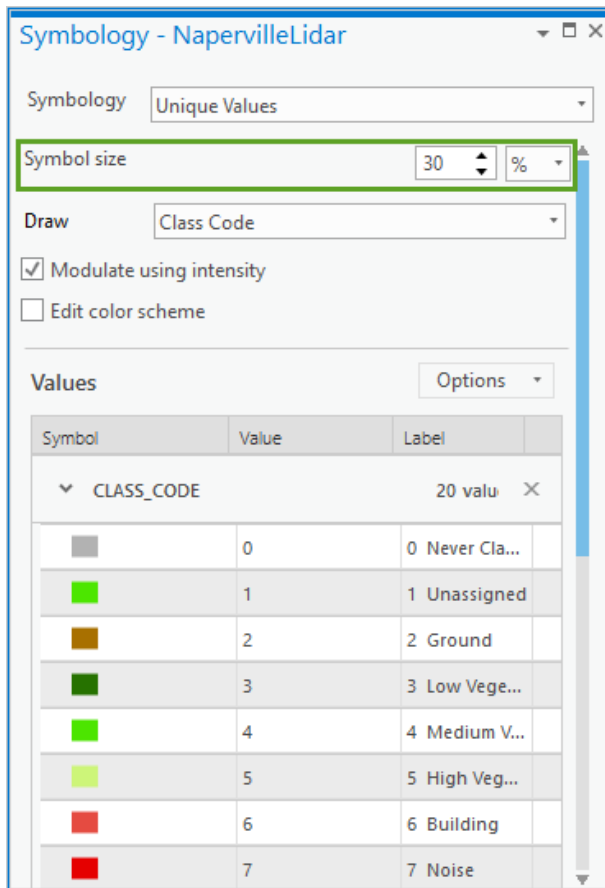 Symbology - NapervilleLidar
Symbology Unique Values
Symbol size 30 %
Draw Class Code
Modulate using intensity
Edit color scheme
Values Options
Symbol Value Label
CLASS_CODE 20 valu
0 0 Never Cla...
1 1 Unassigned
2 2 Ground
3 3 Low Vege...
4 4 Medium V...
5 5 High Veg...
6 6 Building
7 7 Noise